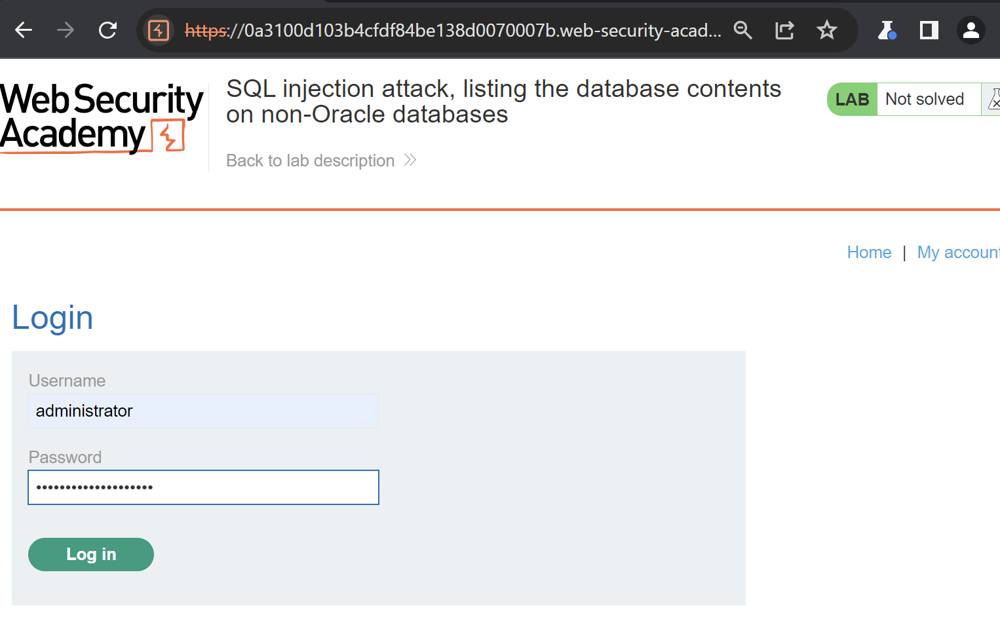 https://0a3100d103b4cfdf84be138d0070007b.web-security-acad...
Web Security
Academy
SQL injection attack, listing the database contents
on non-Oracle databases
Back to lab description
LAB Not solved
Home | My account
Login
Username
administrator
Password
••••••••••••••••••••
Log in